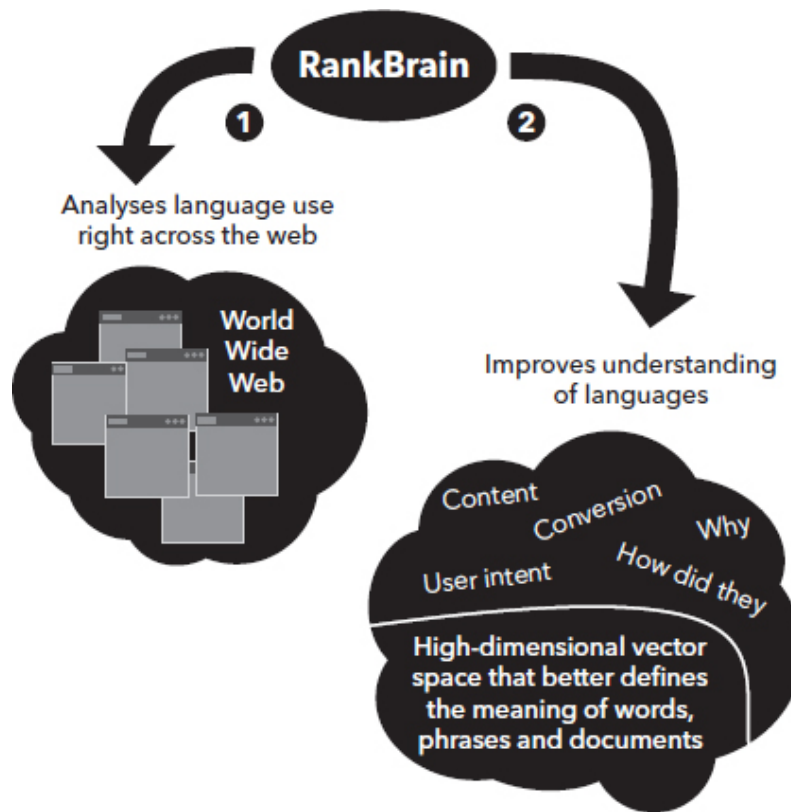 RankBrain
1
2
Analyses language use
right across the web
World
Wide
Web
Improves understanding
of languages
Content
Conversion
Why
User intent
How did they
High-dimensional vector
space that better defines
the meaning of words,
phrases and documents